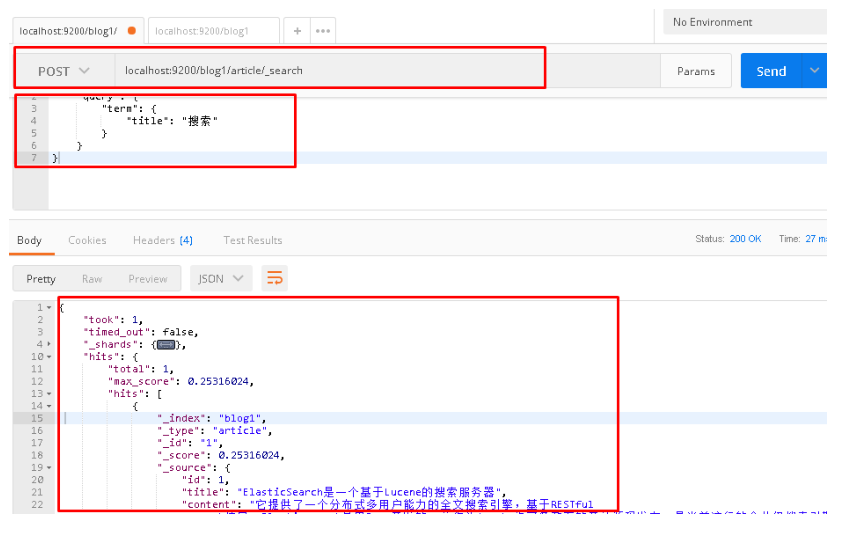 No Environment
localhost:9200/blog1/ localhost:9200/blog1 + •••
POST localhost:9200/blog1/article/_search Params Send
2 "query": {
3 "term": {
4 "title": "搜索"
5 }
6 }
7 }
Body Cookies Headers (4) Test Results Status: 200 OK Time: 27
Pretty Raw Preview JSON
1 {
2 "took": 1,
3 "timed_out": false,
4 "_shards": {},
10 "hits": {
11 "total": 1,
12 "max_score": 0.25316024,
13 "hits": [
14 {
15 "_index": "blog1",
16 "_type": "article",
17 "_id": "1",
18 "_score": 0.25316024,
19 "_source": {
20 "id": 1,
21 "title": "ElasticSearch是一个基于Lucene的搜索服务器",
22 "content": "它提供了一个分布式多用户能力的全文搜索引擎，基于RESTful